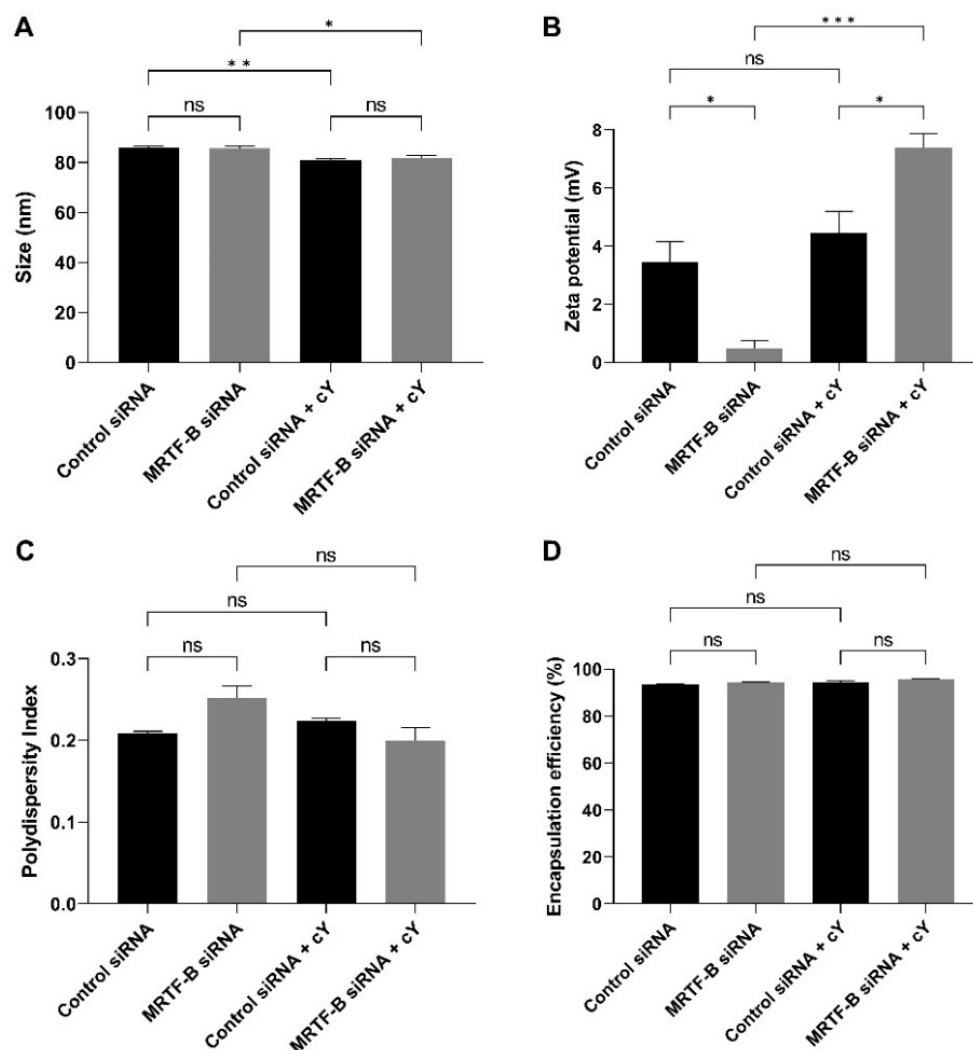 A
*
* *
ns
ns
100
80
60
40
20
0
Size (nm)
Control siRNA
MRTF-B siRNA
Control siRNA + cY
MRTF-B siRNA + cY
B
* * *
ns
*
*
8
6
4
2
0
Zeta potential (mV)
Control siRNA
MRTF-B siRNA
Control siRNA + cY
MRTF-B siRNA + cY
C
ns
ns
ns
ns
0.3
0.2
0.1
0.0
Polydispersity Index
Control siRNA
MRTF-B siRNA
Control siRNA + cY
MRTF-B siRNA + cY
D
ns
ns
ns
ns
100
80
60
40
20
0
Encapsulation efficiency (%)
Control siRNA
MRTF-B siRNA
Control siRNA + cY
MRTF-B siRNA + cY